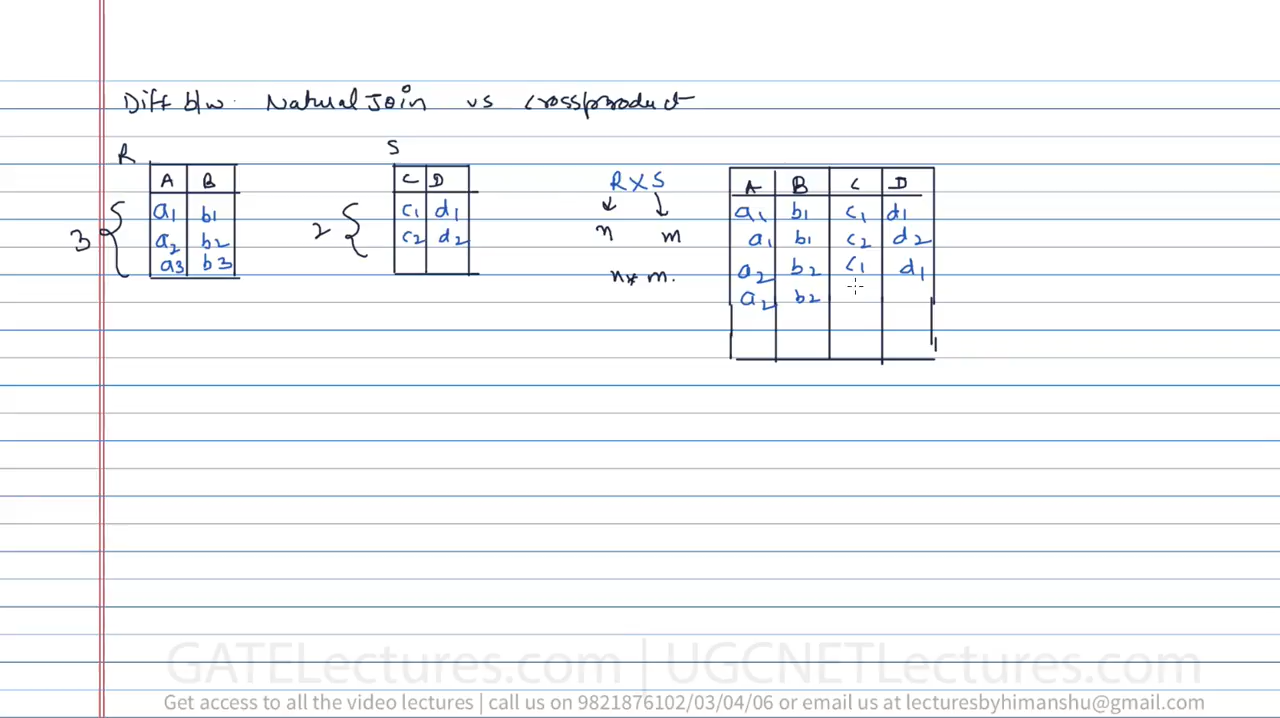 Diff b/w. Natural Join vs crossproduct
R
A B
a1 b1
a2 b2
a3 b3
3
S
C D
c1 d1
c2 d2
2
R X S
n m
n * m.
A B C D
a1 b1 c1 d1
a1 b1 c2 d2
a2 b2 c1 d1
a2 b2
GATELectures.com | UGCNETLectures.com
Get access to all the video lectures | call us on 9821876102/03/04/06 or email us at lecturesbyhimanshu@gmail.com